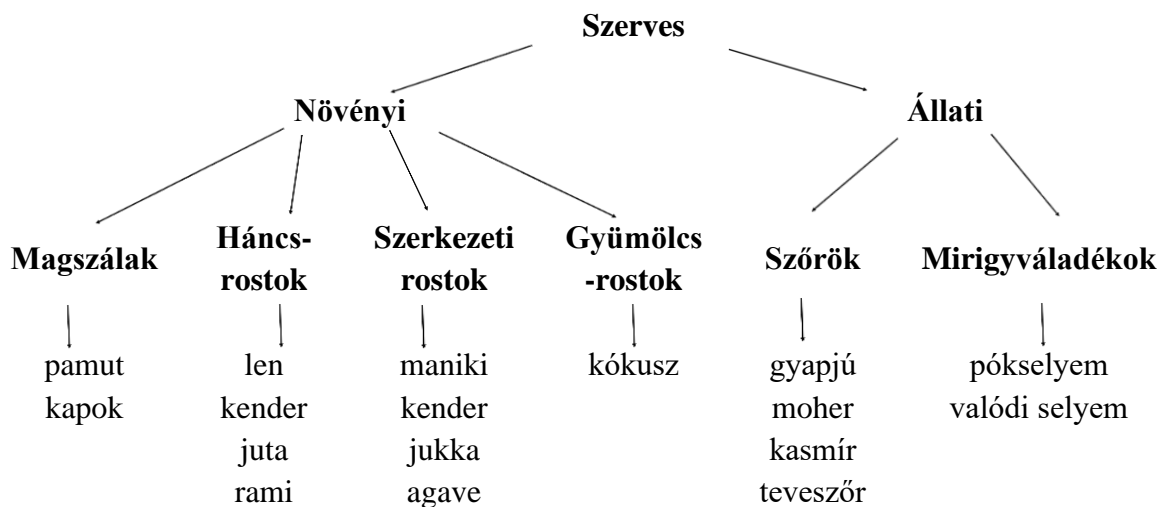 Szerves
Növényi
Állati
Magszálak
Háncs-
rostok
Szerkezeti
rostok
Gyümölcs
-rostok
Szőrök
Mirigyváladékok
pamut
kapok
len
kender
juta
rami
maniki
kender
jukka
agave
kókusz
gyapjú
moher
kasmír
teveszőr
pókselyem
valódi selyem